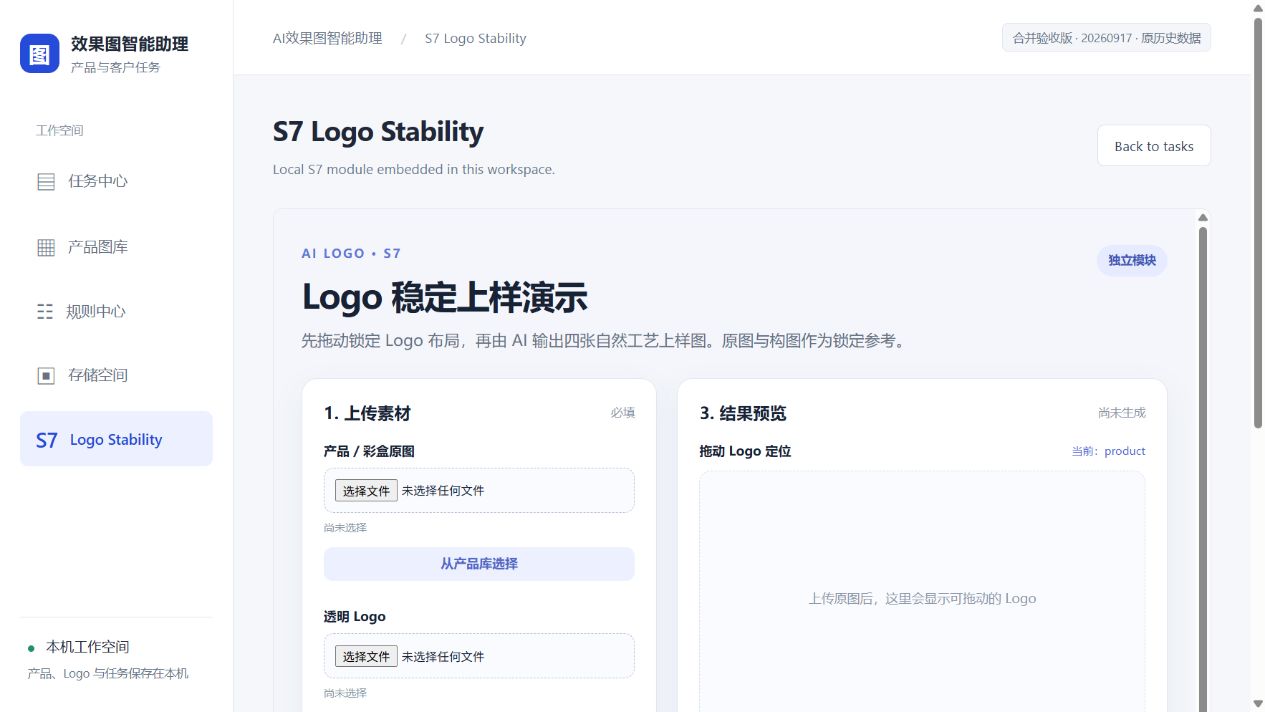 图
效果图智能助理
产品与客户任务
工作空间
任务中心
产品图库
规则中心
存储空间
S7 Logo Stability
本机工作空间
产品、Logo 与任务保存在本机
AI效果图智能助理 / S7 Logo Stability
合并验收版 · 20260917 · 原历史数据
S7 Logo Stability
Local S7 module embedded in this workspace.
Back to tasks
AI LOGO • S7
独立模块
Logo 稳定上样演示
先拖动锁定 Logo 布局，再由 AI 输出四张自然工艺上样图。原图与构图作为锁定参考。
1. 上传素材
必填
产品 / 彩盒原图
选择文件 未选择任何文件
尚未选择
从产品库选择
透明 Logo
选择文件 未选择任何文件
尚未选择
3. 结果预览
尚未生成
拖动 Logo 定位
当前：product
上传原图后，这里会显示可拖动的 Logo